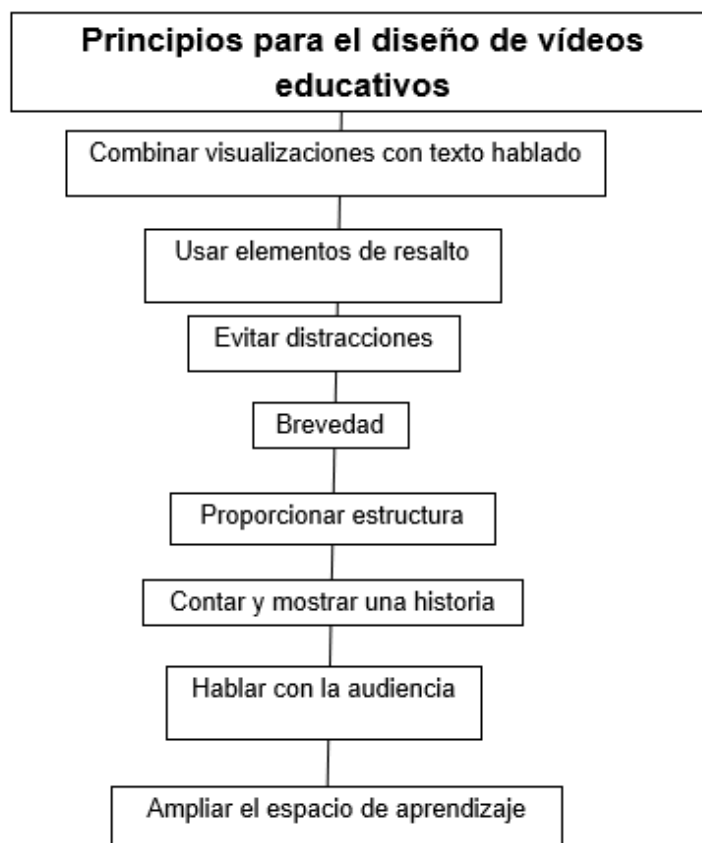 Principios para el diseño de vídeos
educativos
Combinar visualizaciones con texto hablado
Usar elementos de resalto
Evitar distracciones
Brevedad
Proporcionar estructura
Contar y mostrar una historia
Hablar con la audiencia
Ampliar el espacio de aprendizaje